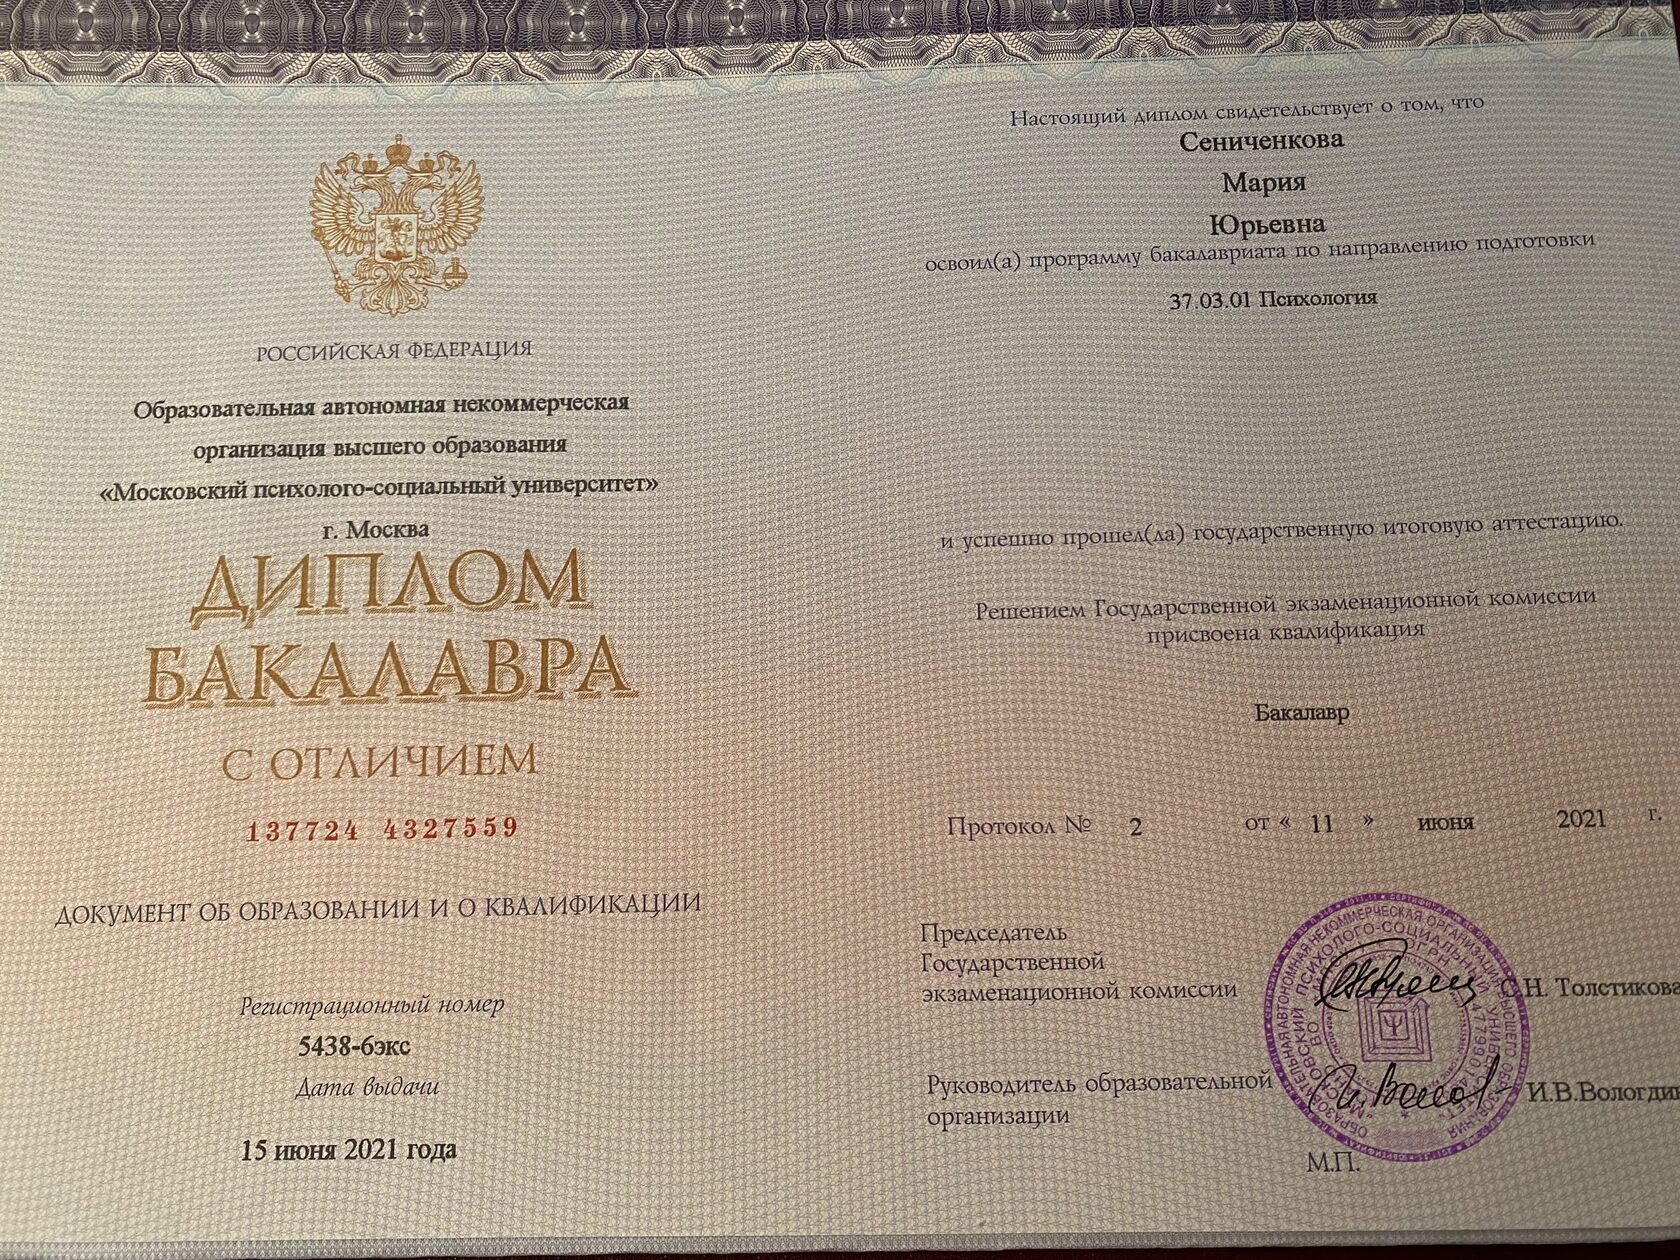 РОССИЙСКАЯ ФЕДЕРАЦИЯ
Образовательная автономная некоммерческая
организация высшего образования
«Московский психолого-социальный университет»
г. Москва
ДИПЛОМ
БАКАЛАВРА
С ОТЛИЧИЕМ
137724 4327559
ДОКУМЕНТ ОБ ОБРАЗОВАНИИ И О КВАЛИФИКАЦИИ
Регистрационный номер
5438-бэкс
Дата выдачи
15 июня 2021 года
Настоящий диплом свидетельствует о том, что
Сениченкова
Мария
Юрьевна
освоил(а) программу бакалавриата по направлению подготовки
37.03.01 Психология
и успешно прошел(ла) государственную итоговую аттестацию.
Решением Государственной экзаменационной комиссии
присвоена квалификация
Бакалавр
Протокол № 2 от « 11 » июня 2021 г.
Председатель
Государственной
экзаменационной комиссии С.Н. Толстикова
Руководитель образовательной
организации И.В.Вологдин
М.П.